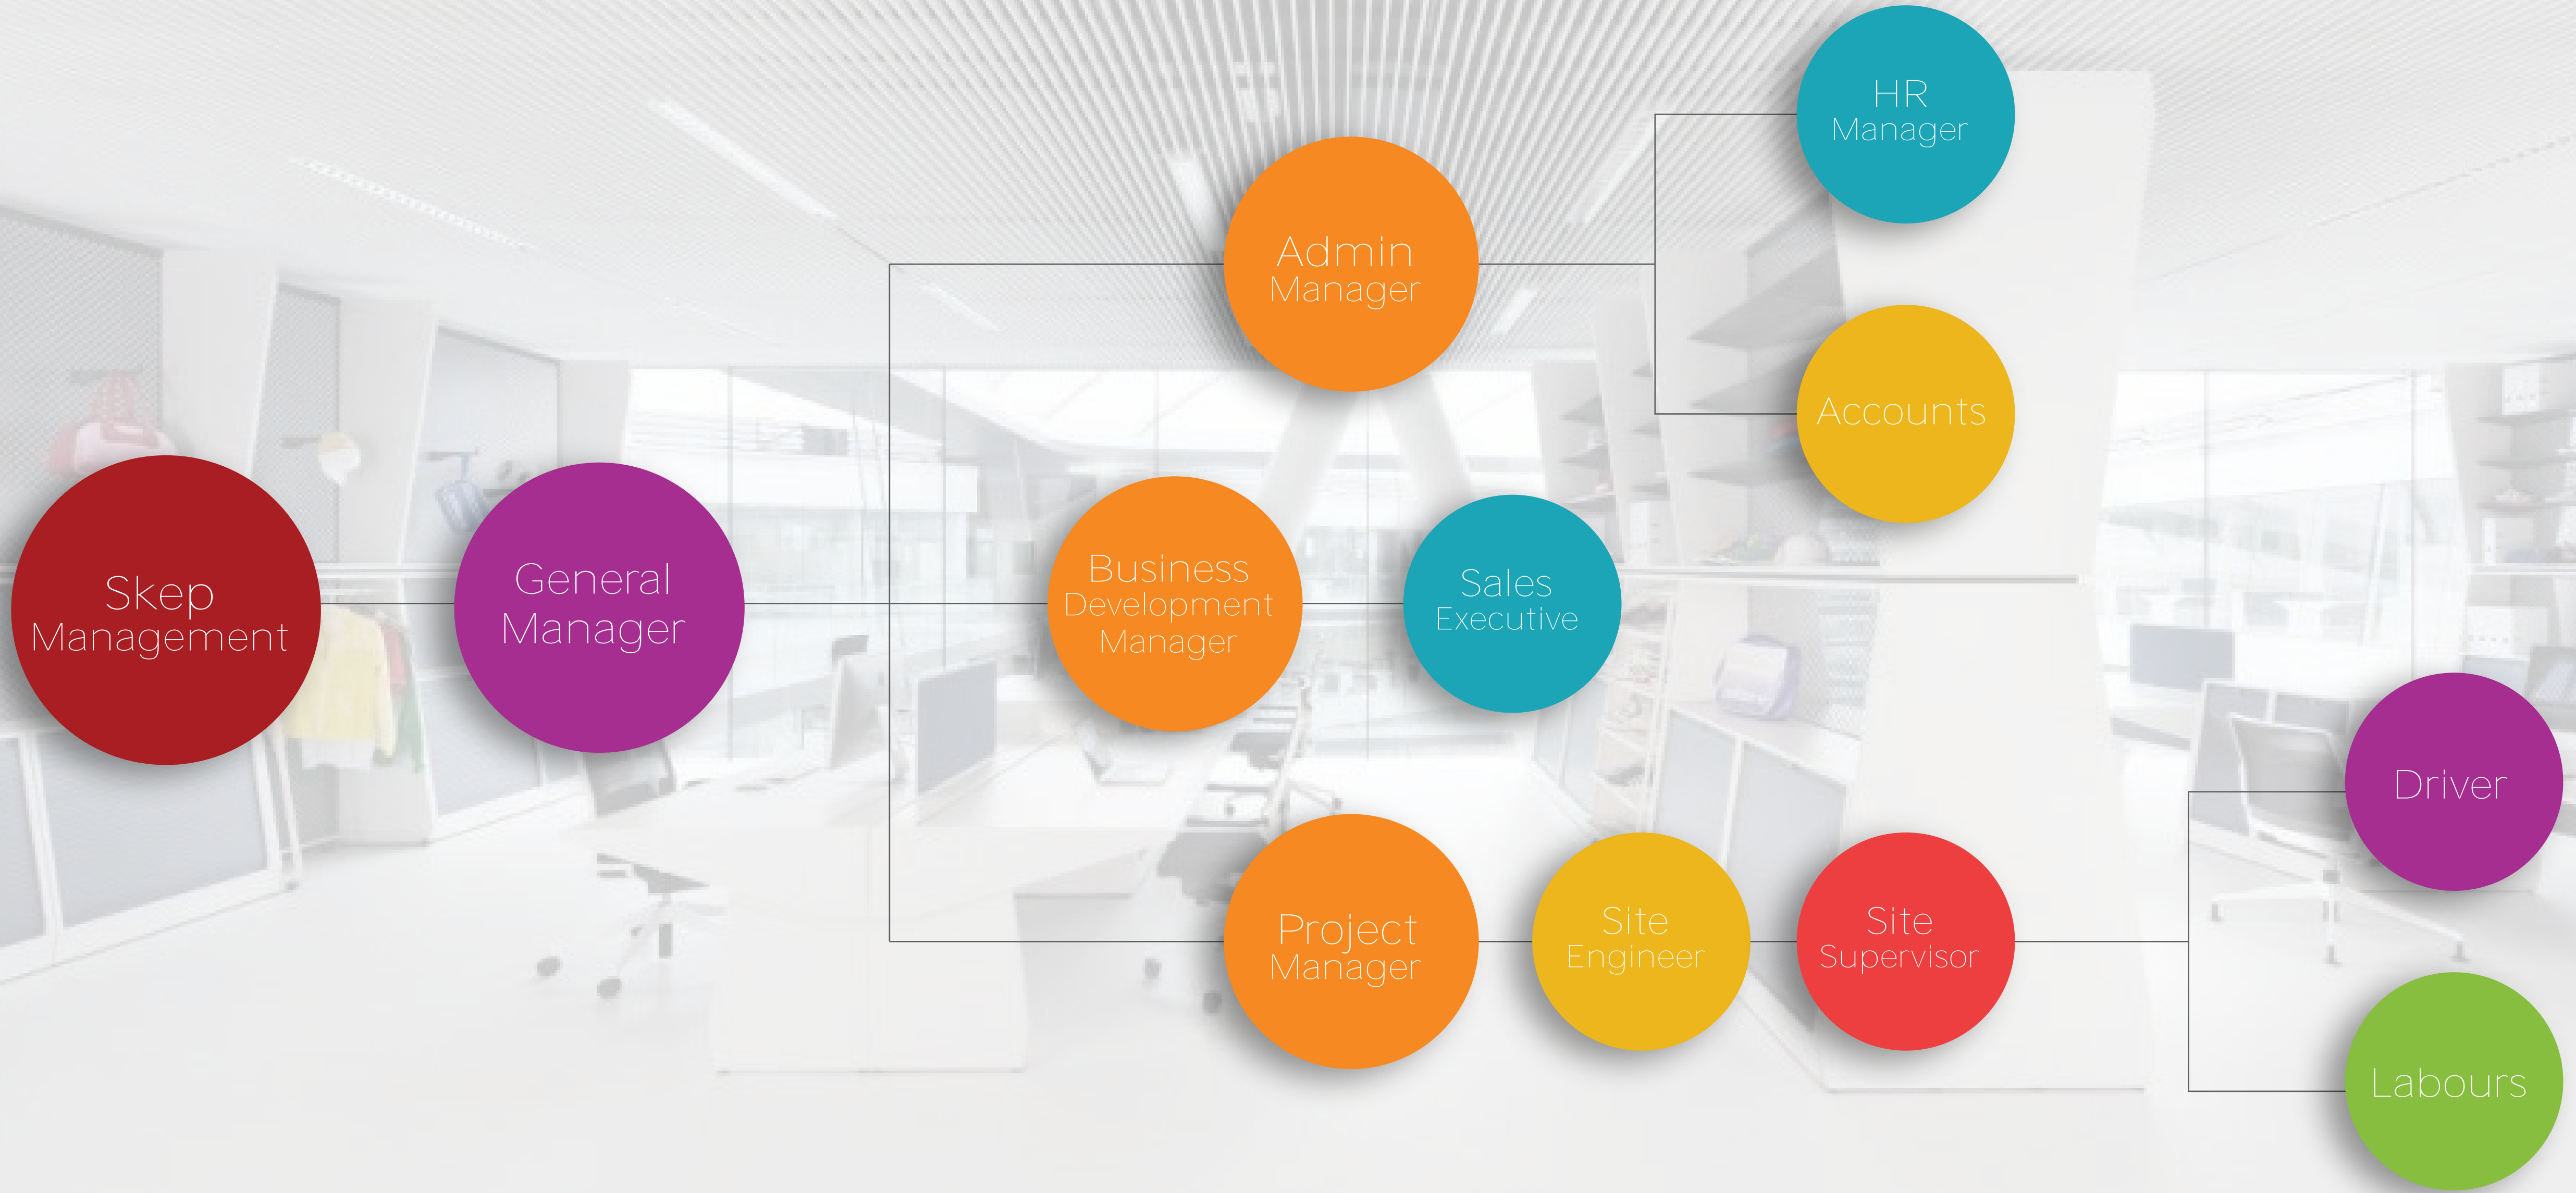 Skep
Management
General
Manager
Admin
Manager
HR
Manager
Accounts
Business
Development
Manager
Sales
Executive
Project
Manager
Site
Engineer
Site
Supervisor
Driver
Labours